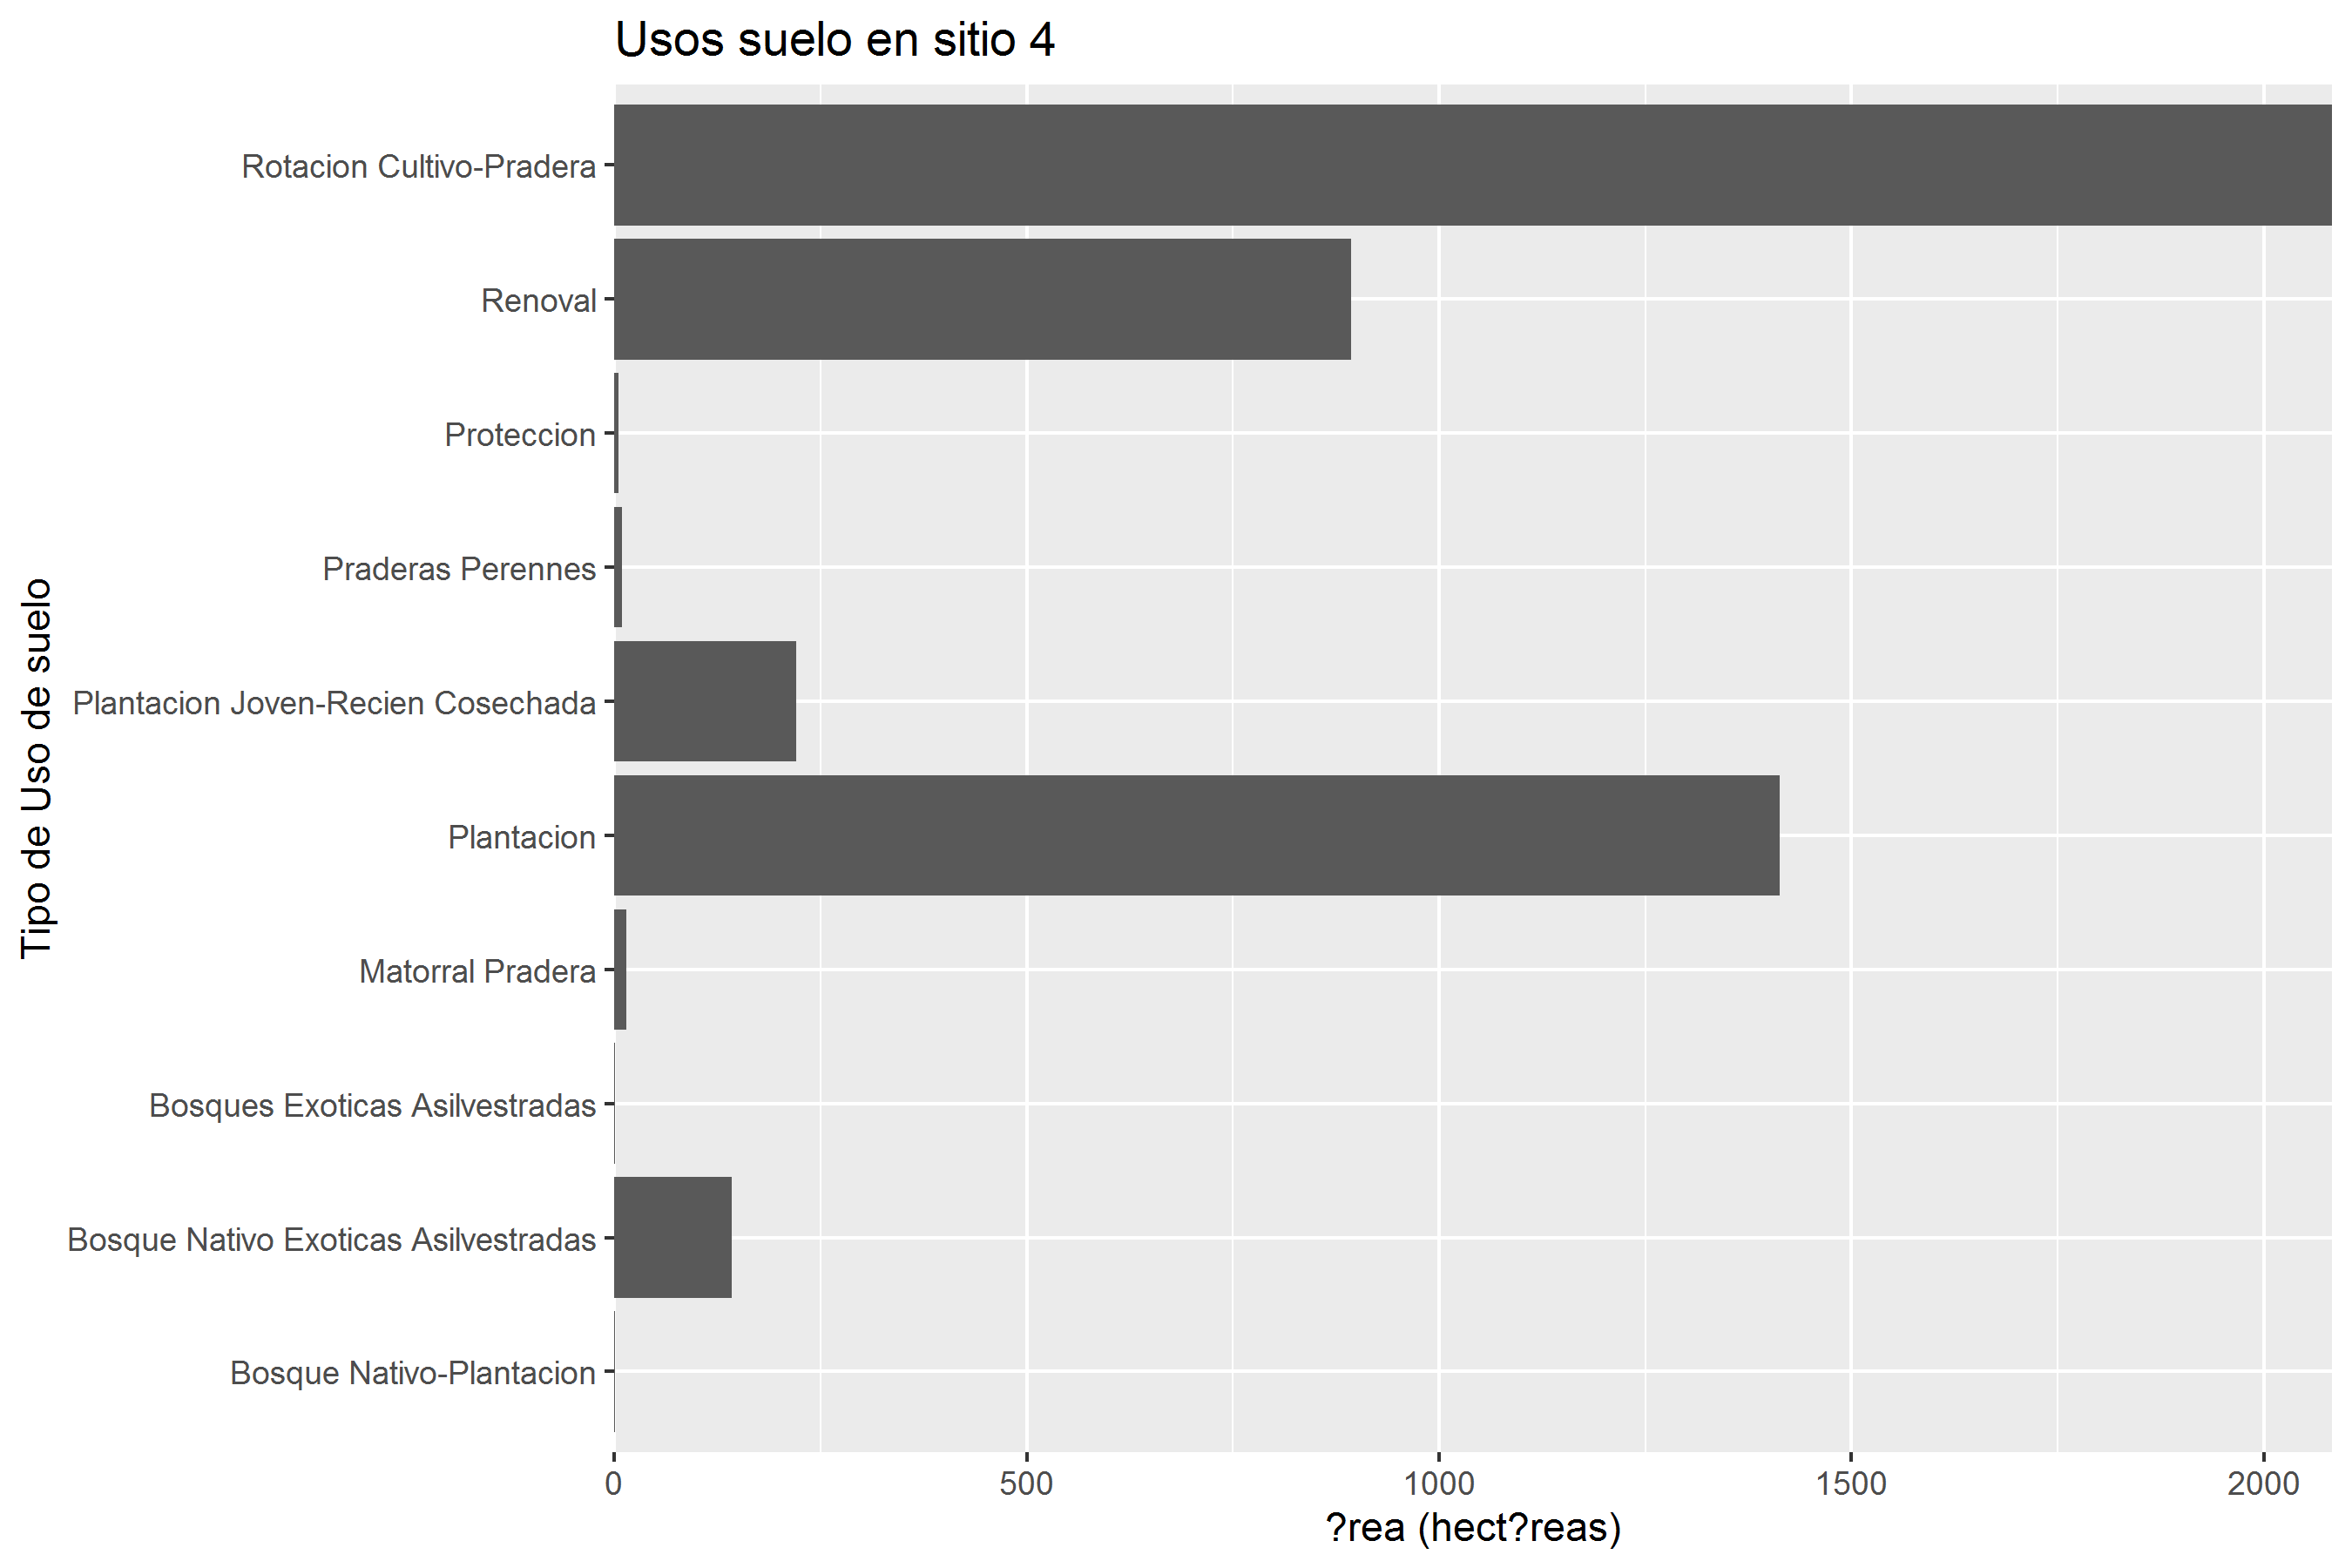 Usos suelo en sitio 4
Tipo de Uso de suelo
Rotacion Cultivo-Pradera
Renoval
Proteccion
Praderas Perennes
Plantacion Joven-Recien Cosechada
Plantacion
Matorral Pradera
Bosques Exoticas Asilvestradas
Bosque Nativo Exoticas Asilvestradas
Bosque Nativo-Plantacion
0 500 1000 1500 2000
?rea (hect?reas)